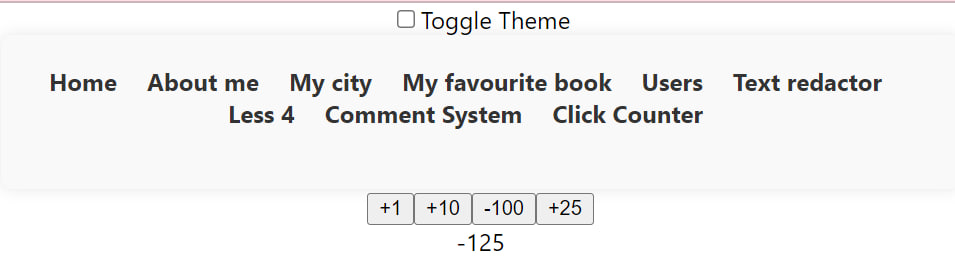 Toggle Theme
Home About me My city My favourite book Users Text redactor
Less 4 Comment System Click Counter
+1 +10 -100 +25
-125